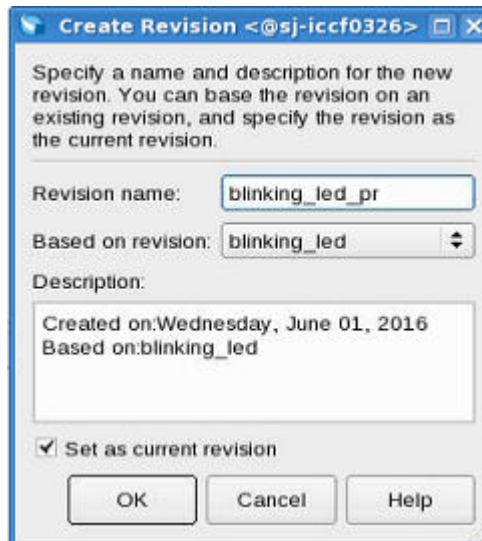 Create Revision <@sj-iccf0326>
Specify a name and description for the new
revision. You can base the revision on an
existing revision, and specify the revision as
the current revision.
Revision name: blinking_led_pr
Based on revision: blinking_led
Description:
Created on:Wednesday, June 01, 2016
Based on:blinking_led
Set as current revision
OK Cancel Help